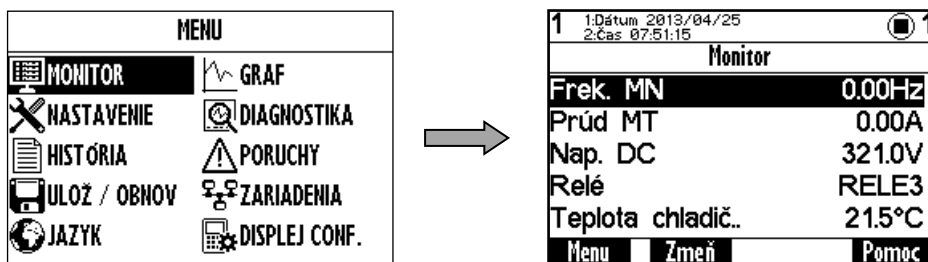 MENU
MONITOR
GRAF
NASTAVENIE
DIAGNOSTIKA
HISTÓRIA
PORUCHY
ULOŽ / OBNOV
ZARIADENIA
JAZYK
DISPLEJ CONF.
1 1:Dátum 2013/04/25
2:Čas 07:51:15
1
Monitor
Frek. MN 0.00Hz
Prúd MT 0.00A
Nap. DC 321.0V
Relé RELE3
Teplota chladič.. 21.5°C
Menu Zmeň Pomoc